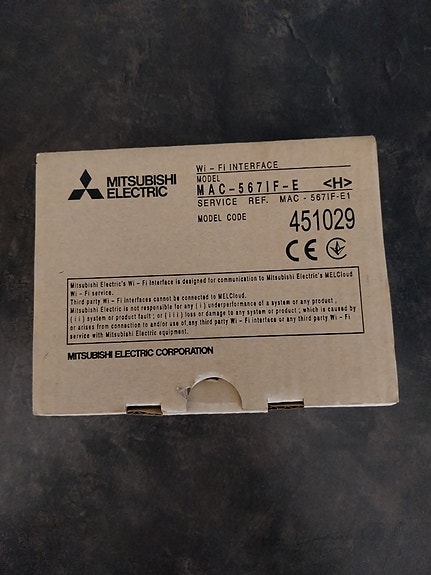 MITSUBISHI
ELECTRIC
Wi-Fi INTERFACE
MODEL
MAC-567IF-E <H>
SERVICE REF. MAC-567IF-E1
MODEL CODE
451029
CE
Mitsubishi Electric's Wi-Fi Interface is designed for communication to Mitsubishi Electric's MELCloud
Wi-Fi service.
Third party Wi-Fi interfaces cannot be connected to MELCloud.
Mitsubishi Electric is not responsible for any (i) underperformance of a system or any product,
(ii) system or product fault; or (iii) loss or damage to any system or product; which is caused by
or arises from connection to and/or use of, any third party Wi-Fi interface or any third party Wi-Fi
service with Mitsubishi Electric equipment.
MITSUBISHI ELECTRIC CORPORATION